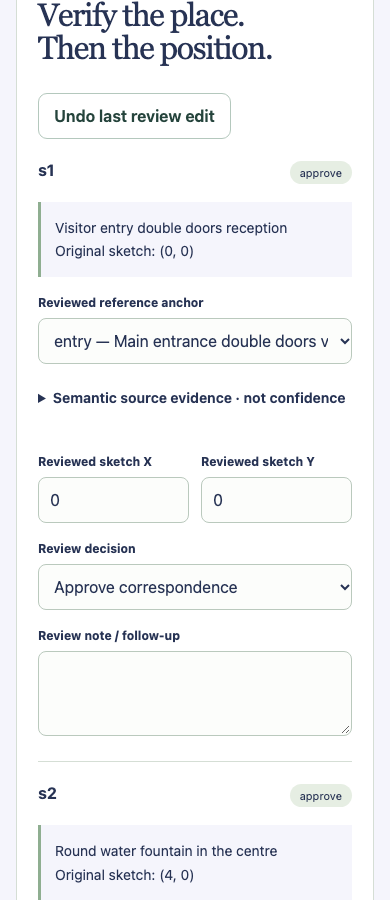 Verify the place.
Then the position.
Undo last review edit
s1
approve
Visitor entry double doors reception
Original sketch: (0, 0)
Reviewed reference anchor
entry — Main entrance double doors v
Semantic source evidence · not confidence
Reviewed sketch X
Reviewed sketch Y
0
0
Review decision
Approve correspondence
Review note / follow-up
s2
approve
Round water fountain in the centre
Original sketch: (4, 0)